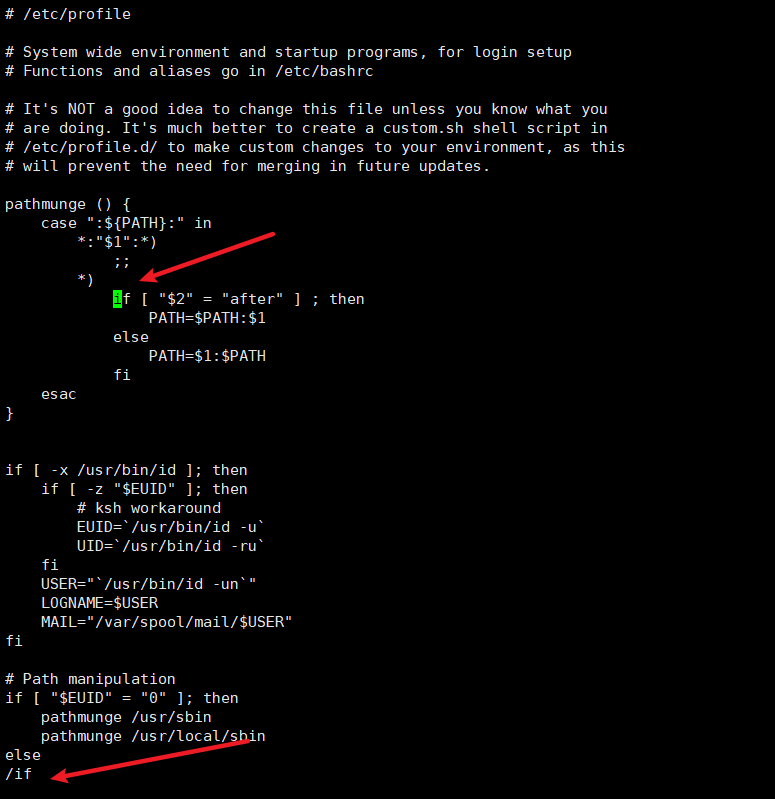 # /etc/profile

# System wide environment and startup programs, for login setup
# Functions and aliases go in /etc/bashrc

# It's NOT a good idea to change this file unless you know what you
# are doing. It's much better to create a custom.sh shell script in
# /etc/profile.d/ to make custom changes to your environment, as this
# will prevent the need for merging in future updates.

pathmunge () {
    case ":${PATH}:" in
        *:"$1":*)
            ;;
        *)
            if [ "$2" = "after" ] ; then
                PATH=$PATH:$1
            else
                PATH=$1:$PATH
            fi
    esac
}


if [ -x /usr/bin/id ]; then
    if [ -z "$EUID" ]; then
        # ksh workaround
        EUID=`/usr/bin/id -u`
        UID=`/usr/bin/id -ru`
    fi
    USER="`/usr/bin/id -un`"
    LOGNAME=$USER
    MAIL="/var/spool/mail/$USER"
fi

# Path manipulation
if [ "$EUID" = "0" ]; then
    pathmunge /usr/sbin
    pathmunge /usr/local/sbin
else
/if